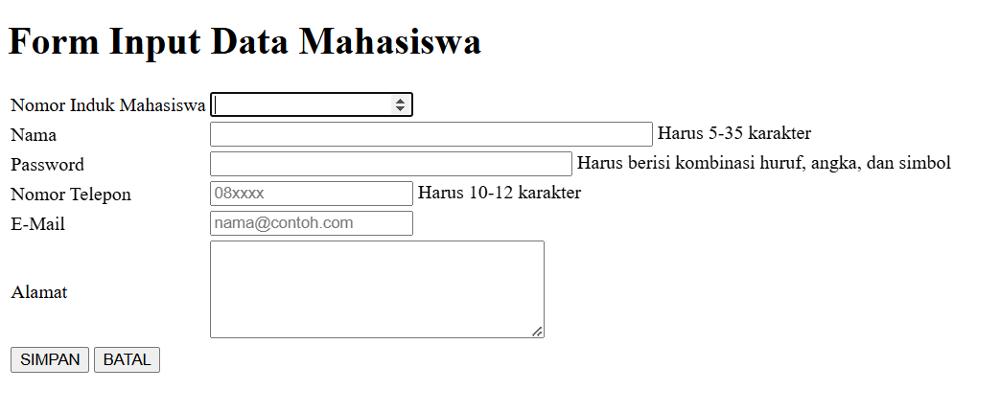 Form Input Data Mahasiswa
Nomor Induk Mahasiswa
Nama Harus 5-35 karakter
Password Harus berisi kombinasi huruf, angka, dan simbol
Nomor Telepon 08xxxx Harus 10-12 karakter
E-Mail nama@contoh.com
Alamat
SIMPAN BATAL